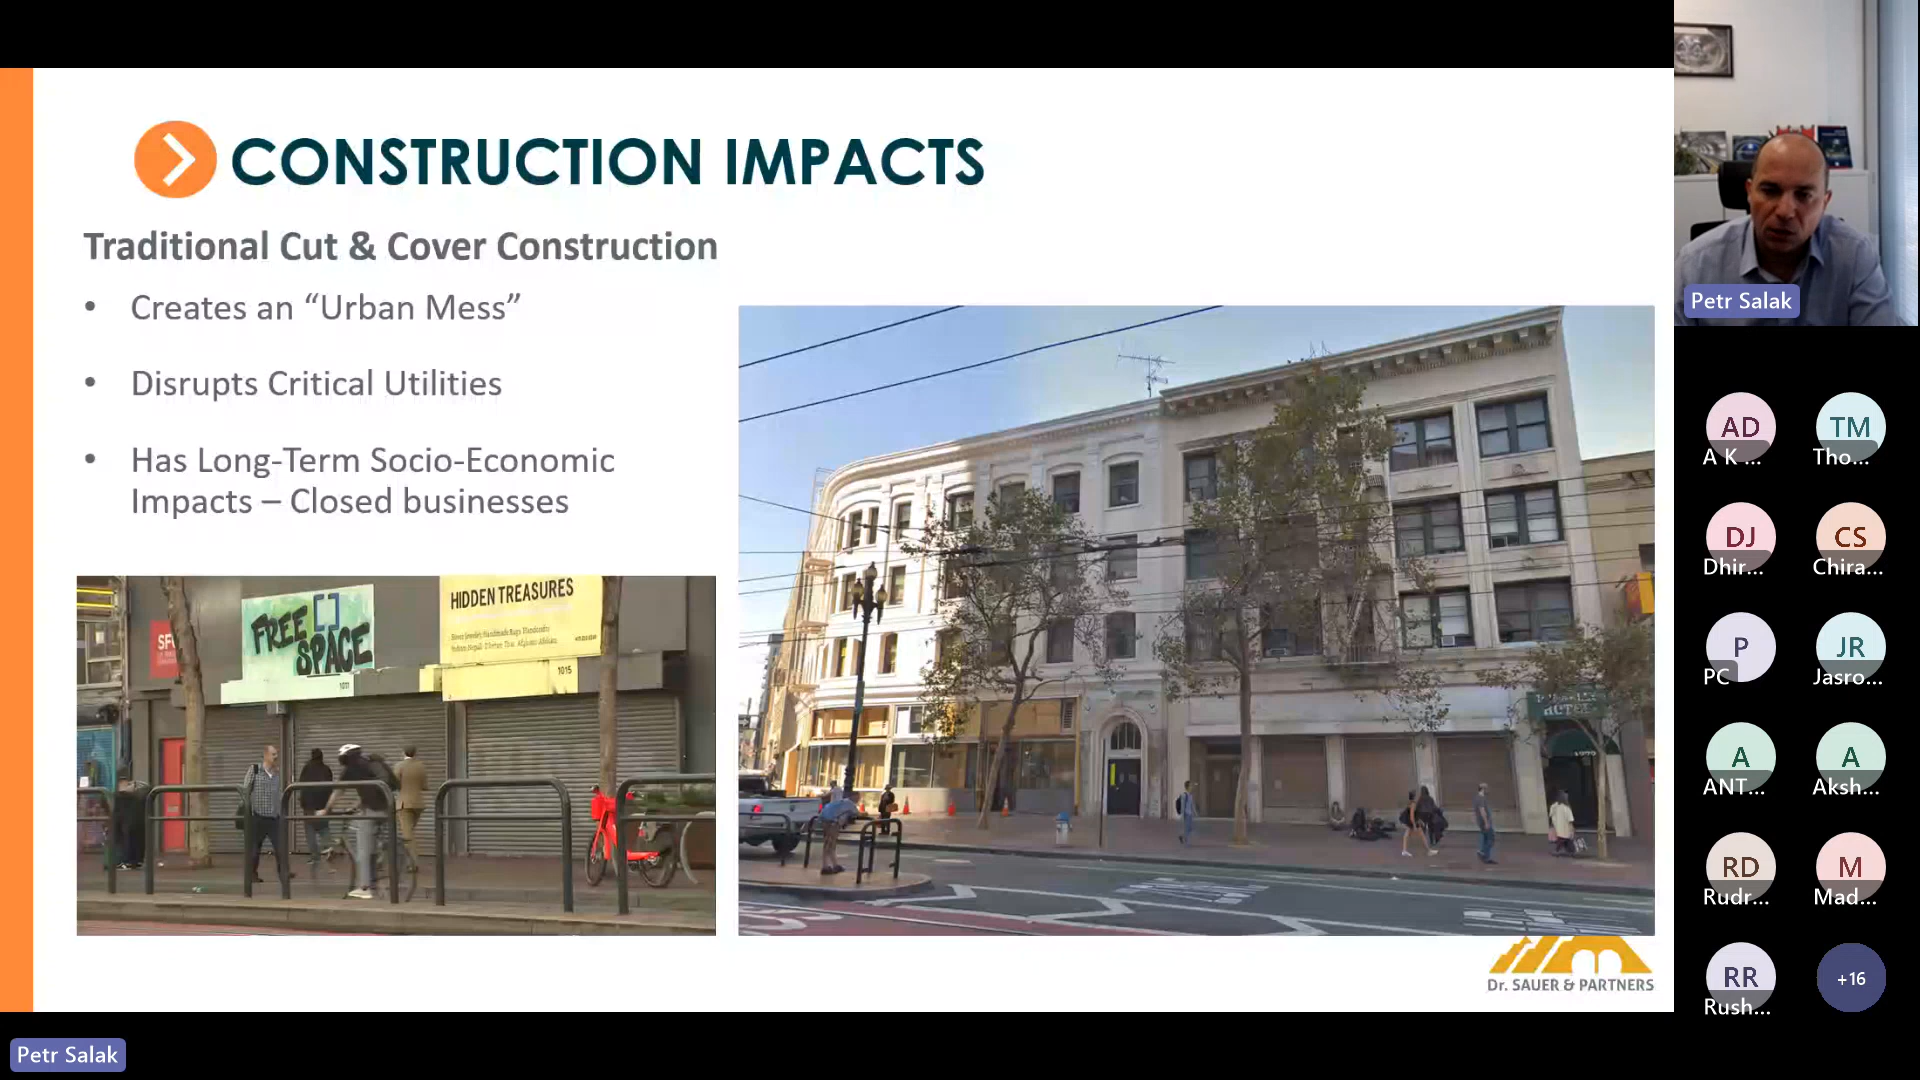 CONSTRUCTION IMPACTS
Traditional Cut & Cover Construction
• Creates an “Urban Mess”
• Disrupts Critical Utilities
• Has Long-Term Socio-Economic
Impacts – Closed businesses
FREE
SPACE
1011
HIDDEN TREASURES
1015
HOTEL
Dr. SAUER & PARTNERS
Petr Salak
Petr Salak
AD
A K ...
TM
Tho...
DJ
Dhir...
CS
Chira...
P
PC
JR
Jasro...
A
ANT...
A
Aksh...
RD
Rudr...
M
Mad...
RR
Rush...
+16